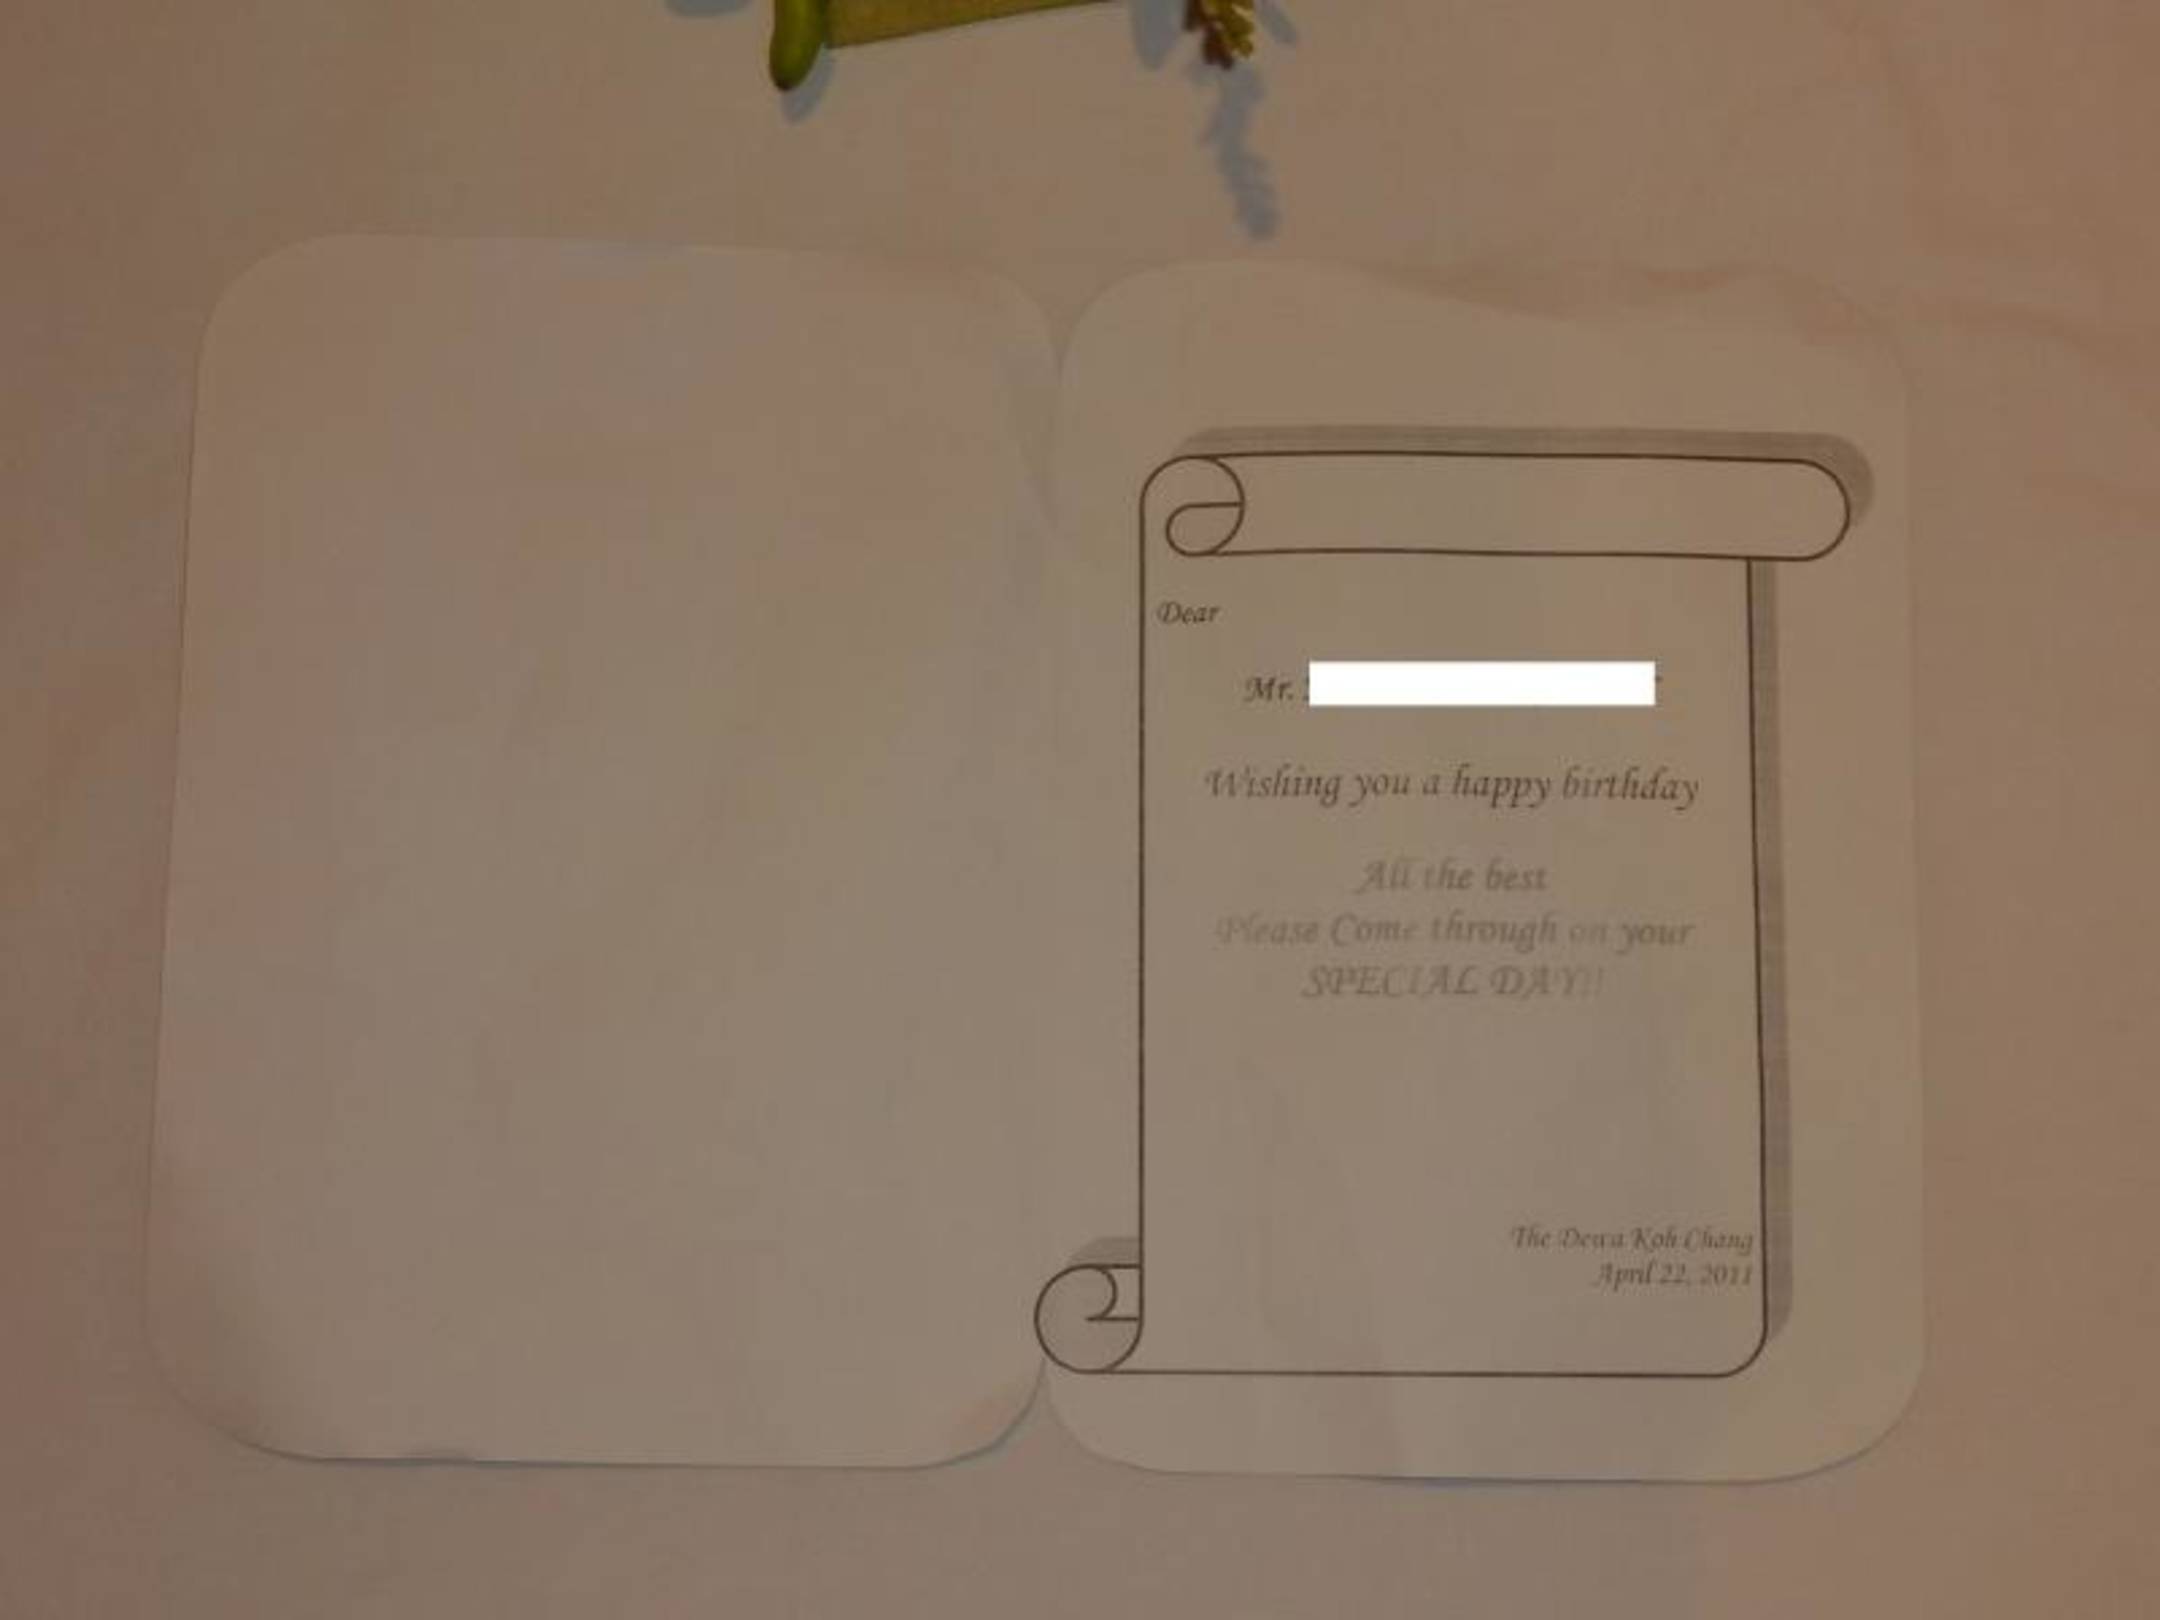 Dear
Mr.
Wishing you a happy birthday
All the best
Please Come through on your
SPECIAL DAY!!
The Dewa Koh Chang
April 22, 2011